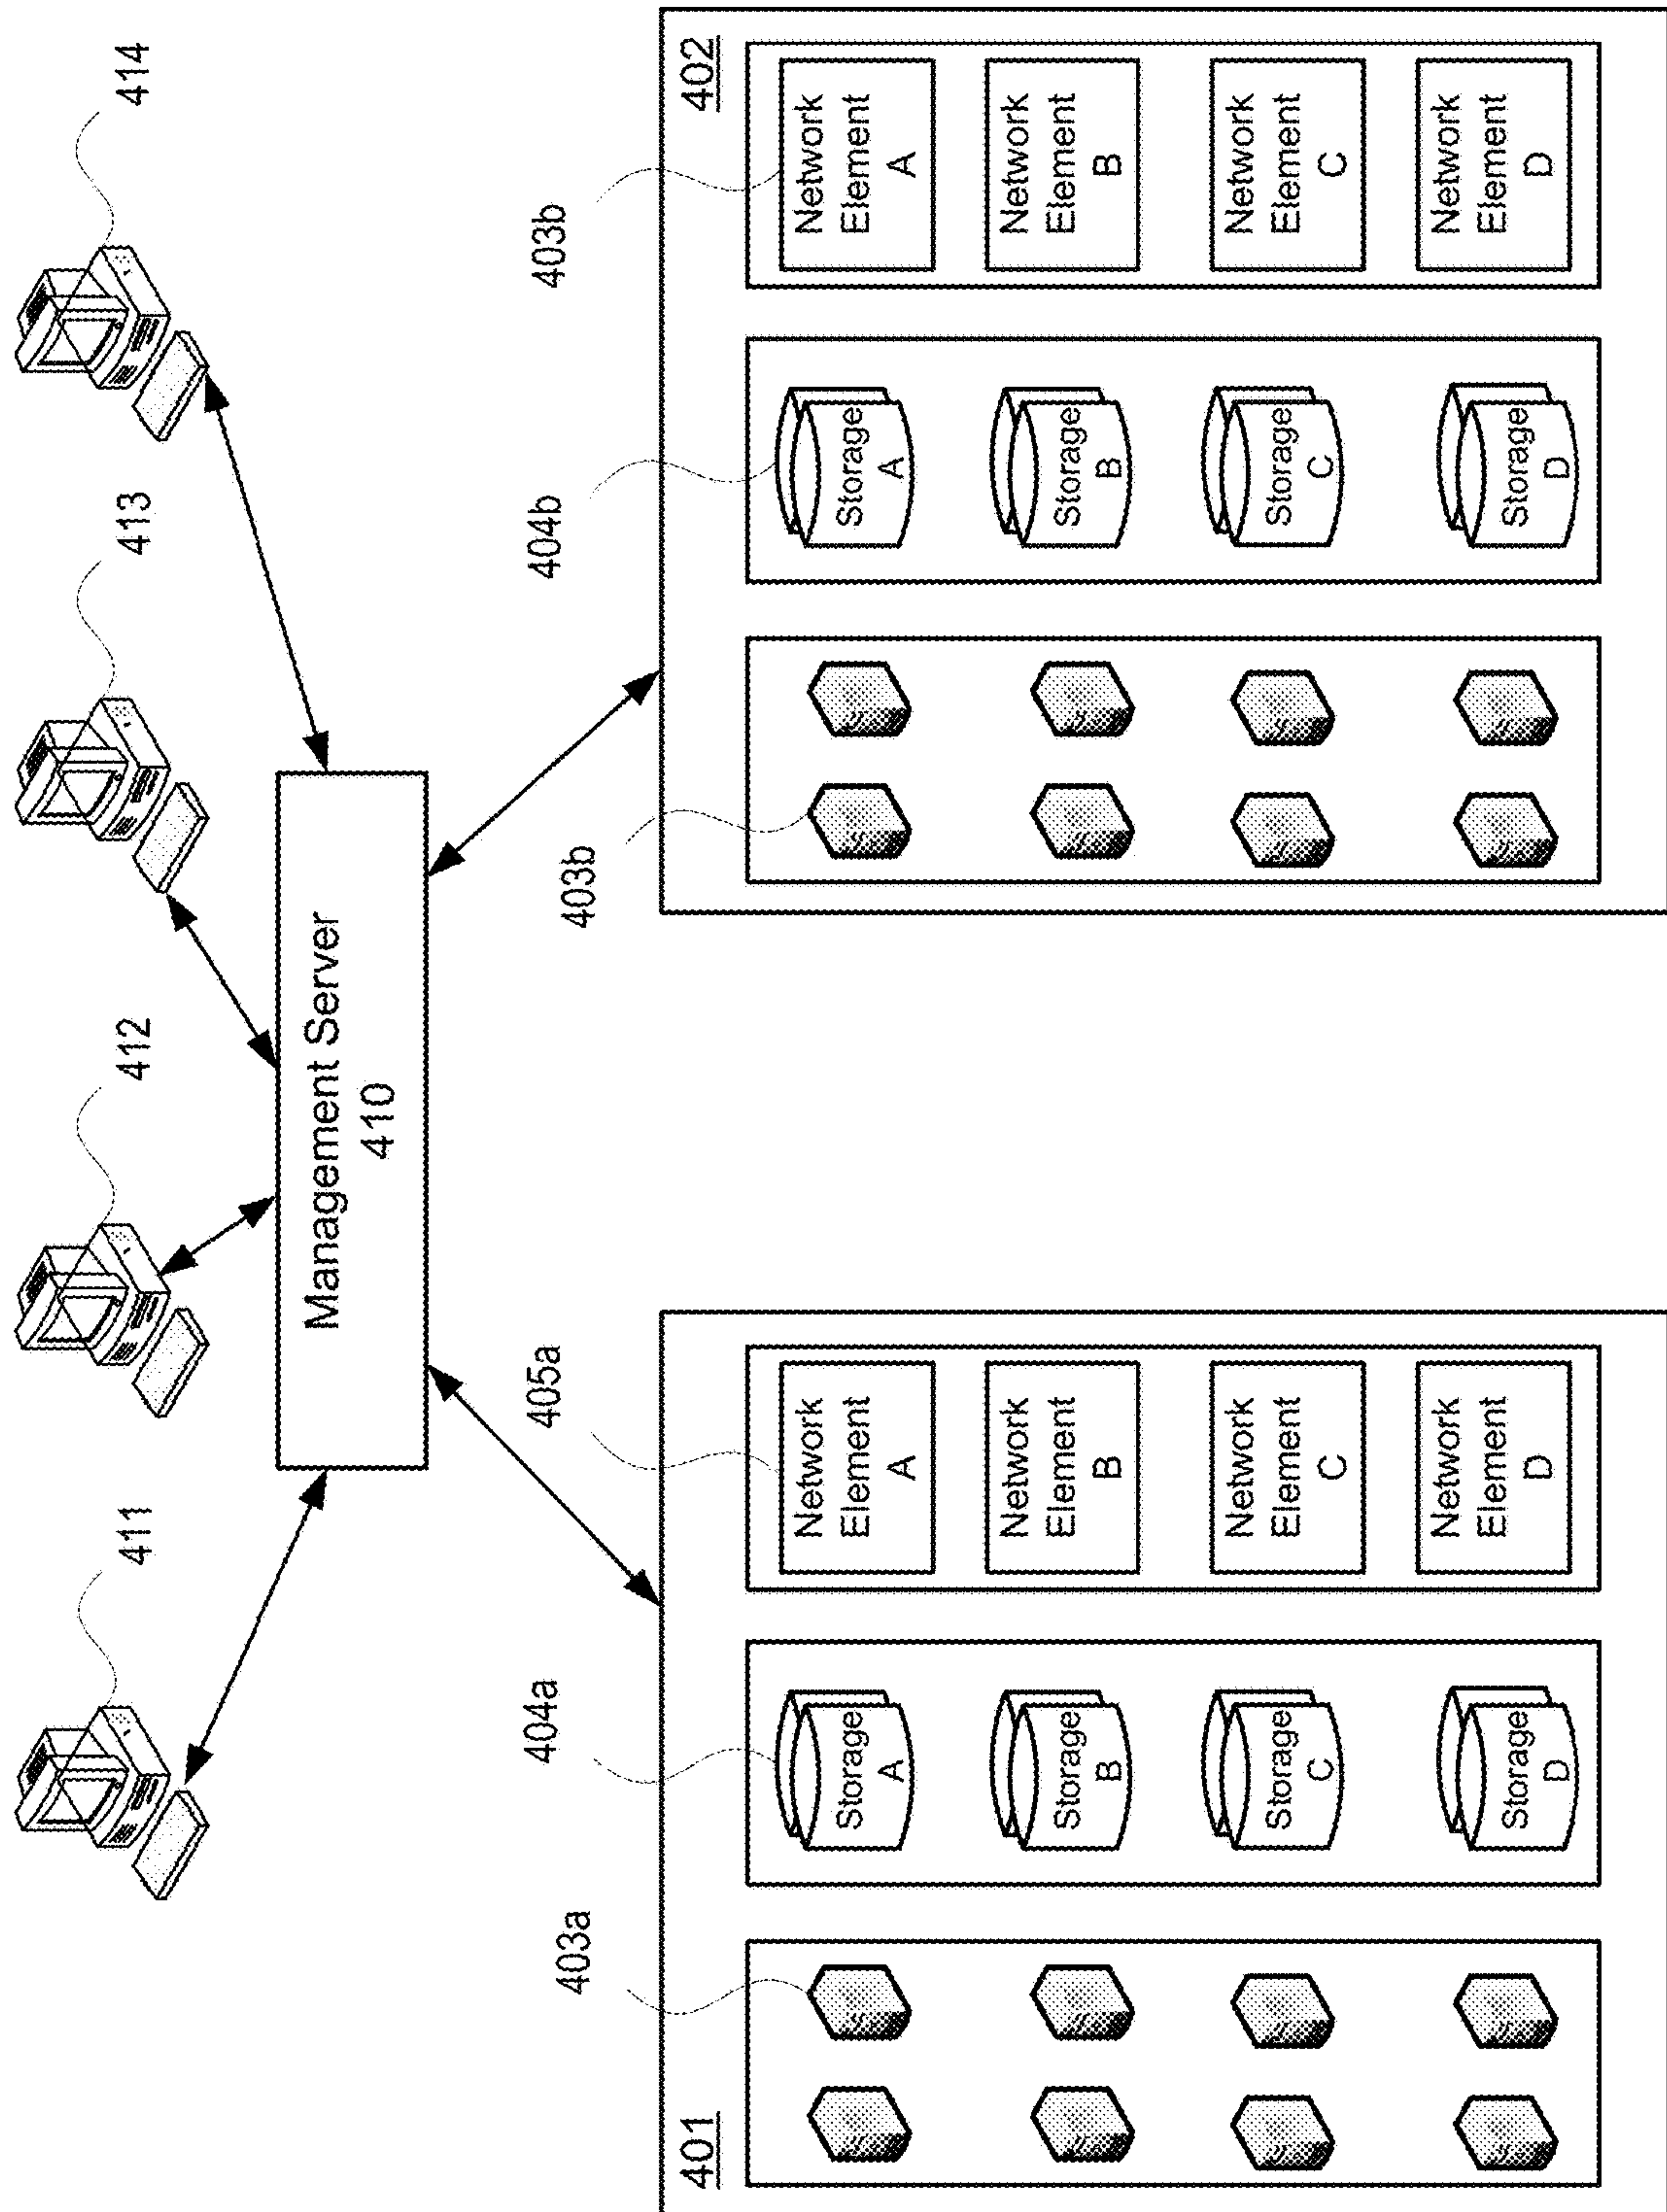 411
412
413
414
Management Server
410
403a
404a
405a
403b
404b
403b
401
Storage
A
Storage
B
Storage
C
Storage
D
Network
Element
A
Network
Element
B
Network
Element
C
Network
Element
D
402
Storage
A
Storage
B
Storage
C
Storage
D
Network
Element
A
Network
Element
B
Network
Element
C
Network
Element
D